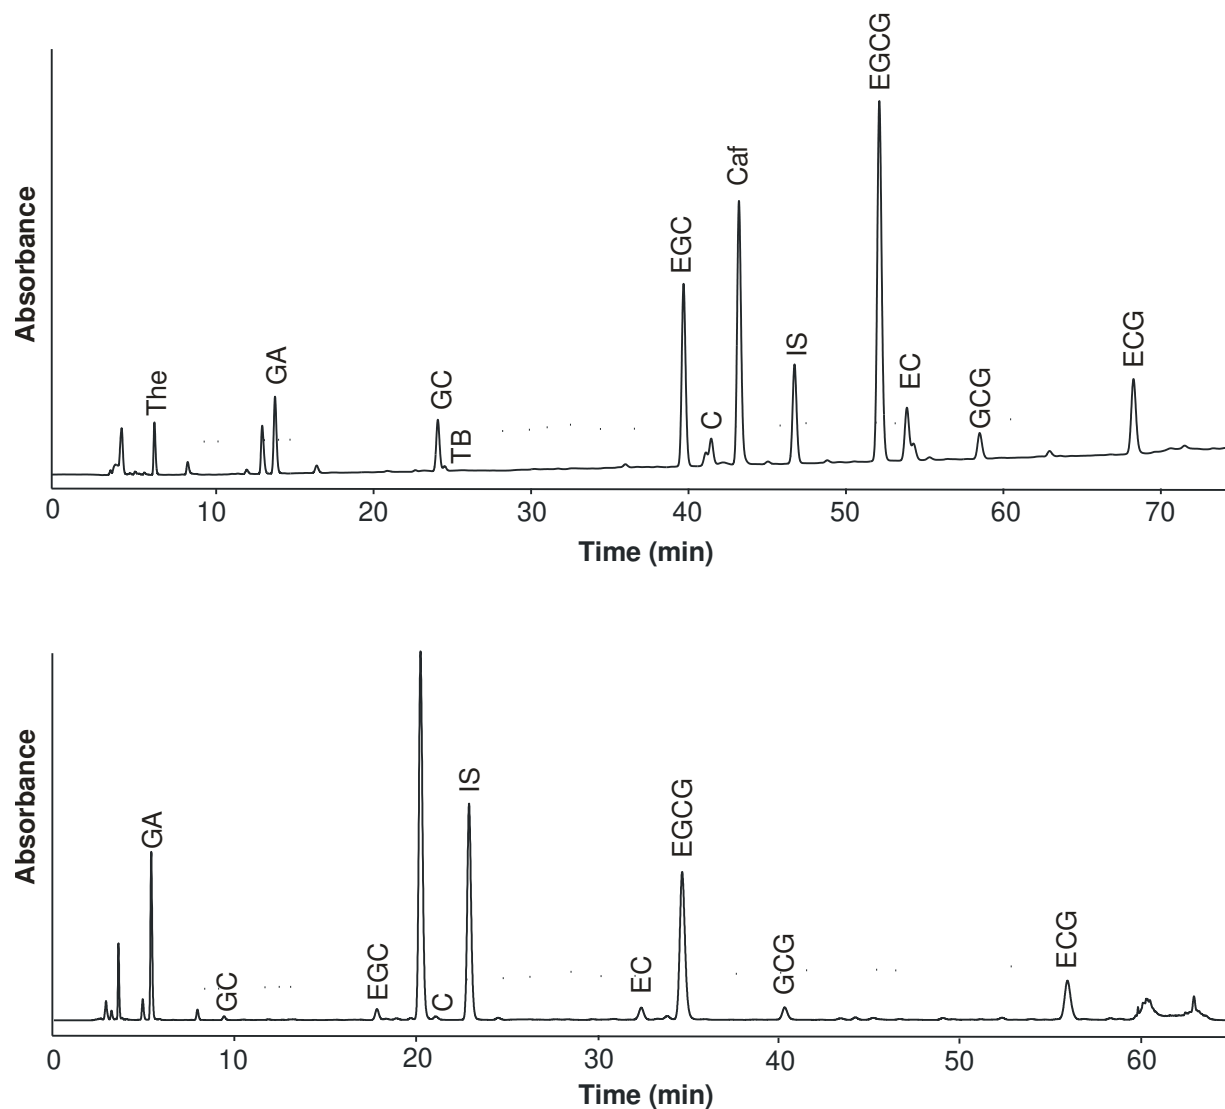 Absorbance
The
GA
GC
TB
EGC
C
Caf
IS
EGCG
EC
GCG
ECG
0 10 20 30 40 50 60 70
Time (min)
Absorbance
GA
GC
EGC
C
IS
EC
EGCG
GCG
ECG
0 10 20 30 40 50 60
Time (min)